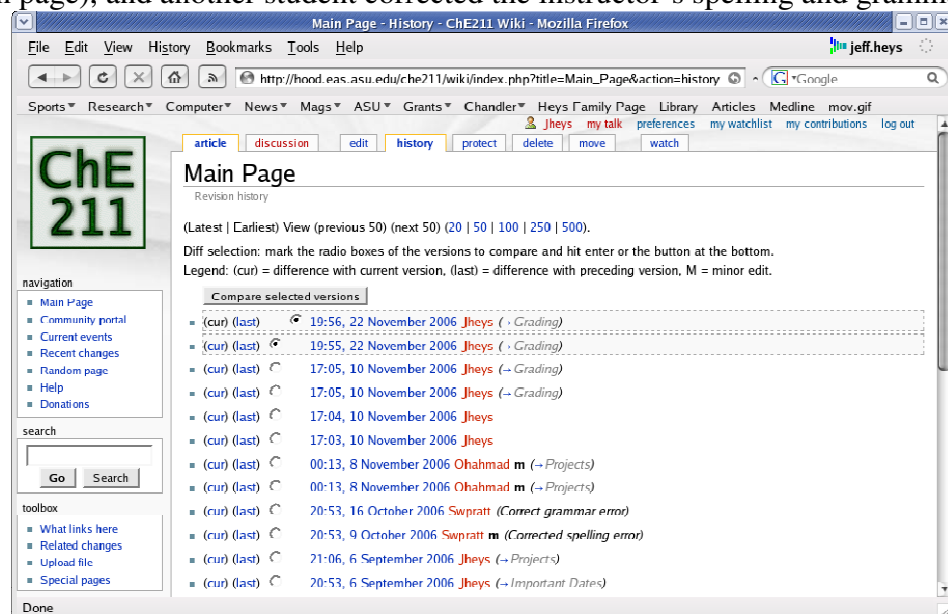 page), and another student corrected the instructor's spelling and gramm
Main Page - History - ChE211 Wiki - Mozilla Firefox
File Edit View History Bookmarks Tools Help
jeff.heys
http://hood.eas.asu.edu/che211/wiki/index.php?title=Main_Page&action=history
Google
Sports Research Computer News Mags ASU Grants Chandler Heys Family Page Library Articles Medline mov.gif
Jheys my talk preferences my watchlist my contributions log out
article discussion edit history protect delete move watch
ChE
211
Main Page
Revision history
(Latest | Earliest) View (previous 50) (next 50) (20 | 50 | 100 | 250 | 500).
Diff selection: mark the radio boxes of the versions to compare and hit enter or the button at the bottom.
Legend: (cur) = difference with current version, (last) = difference with preceding version, M = minor edit.
Compare selected versions
(cur) (last) 19:56, 22 November 2006 Jheys (→Grading)
(cur) (last) 19:55, 22 November 2006 Jheys (→Grading)
(cur) (last) 17:05, 10 November 2006 Jheys (→Grading)
(cur) (last) 17:05, 10 November 2006 Jheys (→Grading)
(cur) (last) 17:04, 10 November 2006 Jheys
(cur) (last) 17:03, 10 November 2006 Jheys
(cur) (last) 00:13, 8 November 2006 Ohahmad m (→Projects)
(cur) (last) 00:13, 8 November 2006 Ohahmad m (→Projects)
(cur) (last) 20:53, 16 October 2006 Swpratt (Correct grammar error)
(cur) (last) 20:53, 9 October 2006 Swpratt m (Corrected spelling error)
(cur) (last) 21:06, 6 September 2006 Jheys (→Projects)
(cur) (last) 20:53, 6 September 2006 Jheys (→Important Dates)
navigation
Main Page
Community portal
Current events
Recent changes
Random page
Help
Donations
search
Go Search
toolbox
What links here
Related changes
Upload file
Special pages
Done